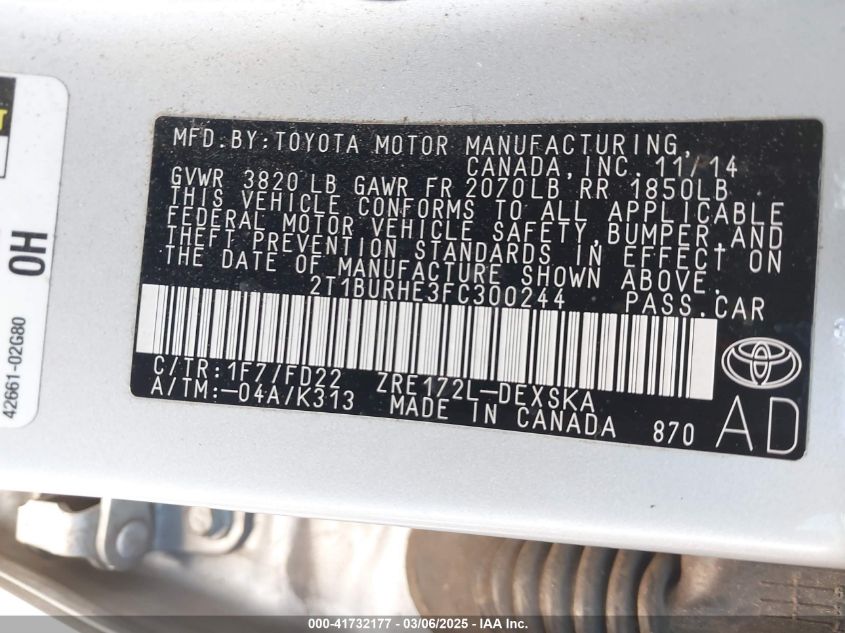 MFD.BY:TOYOTA MOTOR MANUFACTURING,
CANADA,INC. 11/14
GVWR 3820 LB GAWR FR 2070LB,RR 1850LB
THIS VEHICLE CONFORMS TO ALL APPLICABLE
FEDERAL MOTOR VEHICLE SAFETY,BUMPER,AND
THEFT PREVENTION STANDARDS IN EFFECT ON
THE DATE OF MANUFACTURE SHOWN ABOVE.
2T1BURHE3FC300244 PASS.CAR
C/TR:1F7/FD22 ZRE172L-DEXSKA
A/TM:-04A/K313 MADE IN CANADA 870
AD
0H
42661-02G80
000-41732177 - 03/06/2025 - IAA Inc.